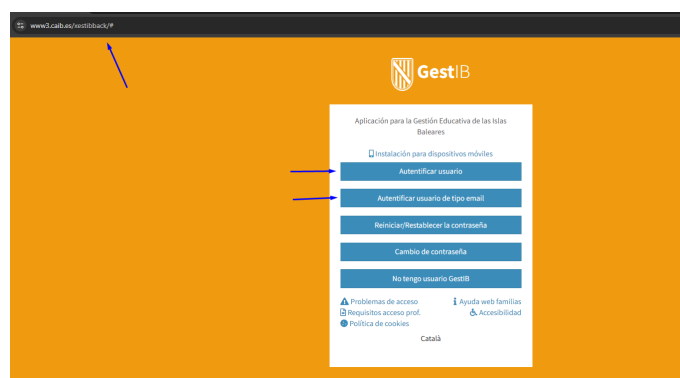 www3.caib.es/xestibback/#
GestIB
Aplicación para la Gestión Educativa de las Islas
Baleares
Instalación para dispositivos móviles
Autentificar usuario
Autentificar usuario de tipo email
Reiniciar/Restablecer la contraseña
Cambio de contraseña
No tengo usuario GestIB
Problemas de acceso
Ayuda web familias
Requisitos acceso prof.
Accesibilidad
Política de cookies
Català